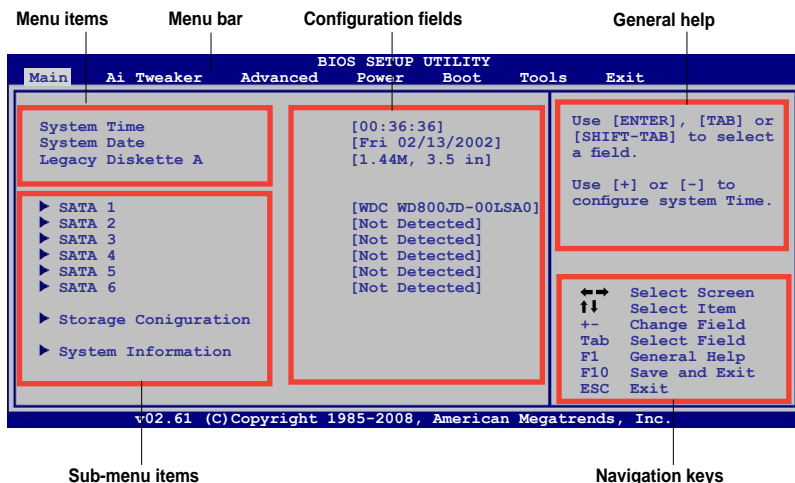 Menu items Menu bar Configuration fields General help
BIOS SETUP UTILITY
Main Ai Tweaker Advanced Power Boot Tools Exit
System Time [00:36:36]
System Date [Fri 02/13/2002]
Legacy Diskette A [1.44M, 3.5 in]
SATA 1 [WDC WD800JD-00LSA0]
SATA 2 [Not Detected]
SATA 3 [Not Detected]
SATA 4 [Not Detected]
SATA 5 [Not Detected]
SATA 6 [Not Detected]
Storage Coniguration
System Information
Use [ENTER], [TAB] or
[SHIFT-TAB] to select
a field.
Use [+] or [-] to
configure system Time.
←→ Select Screen
↑↓ Select Item
+- Change Field
Tab Select Field
F1 General Help
F10 Save and Exit
ESC Exit
v02.61 (C)Copyright 1985-2008, American Megatrends, Inc.
Sub-menu items Navigation keys